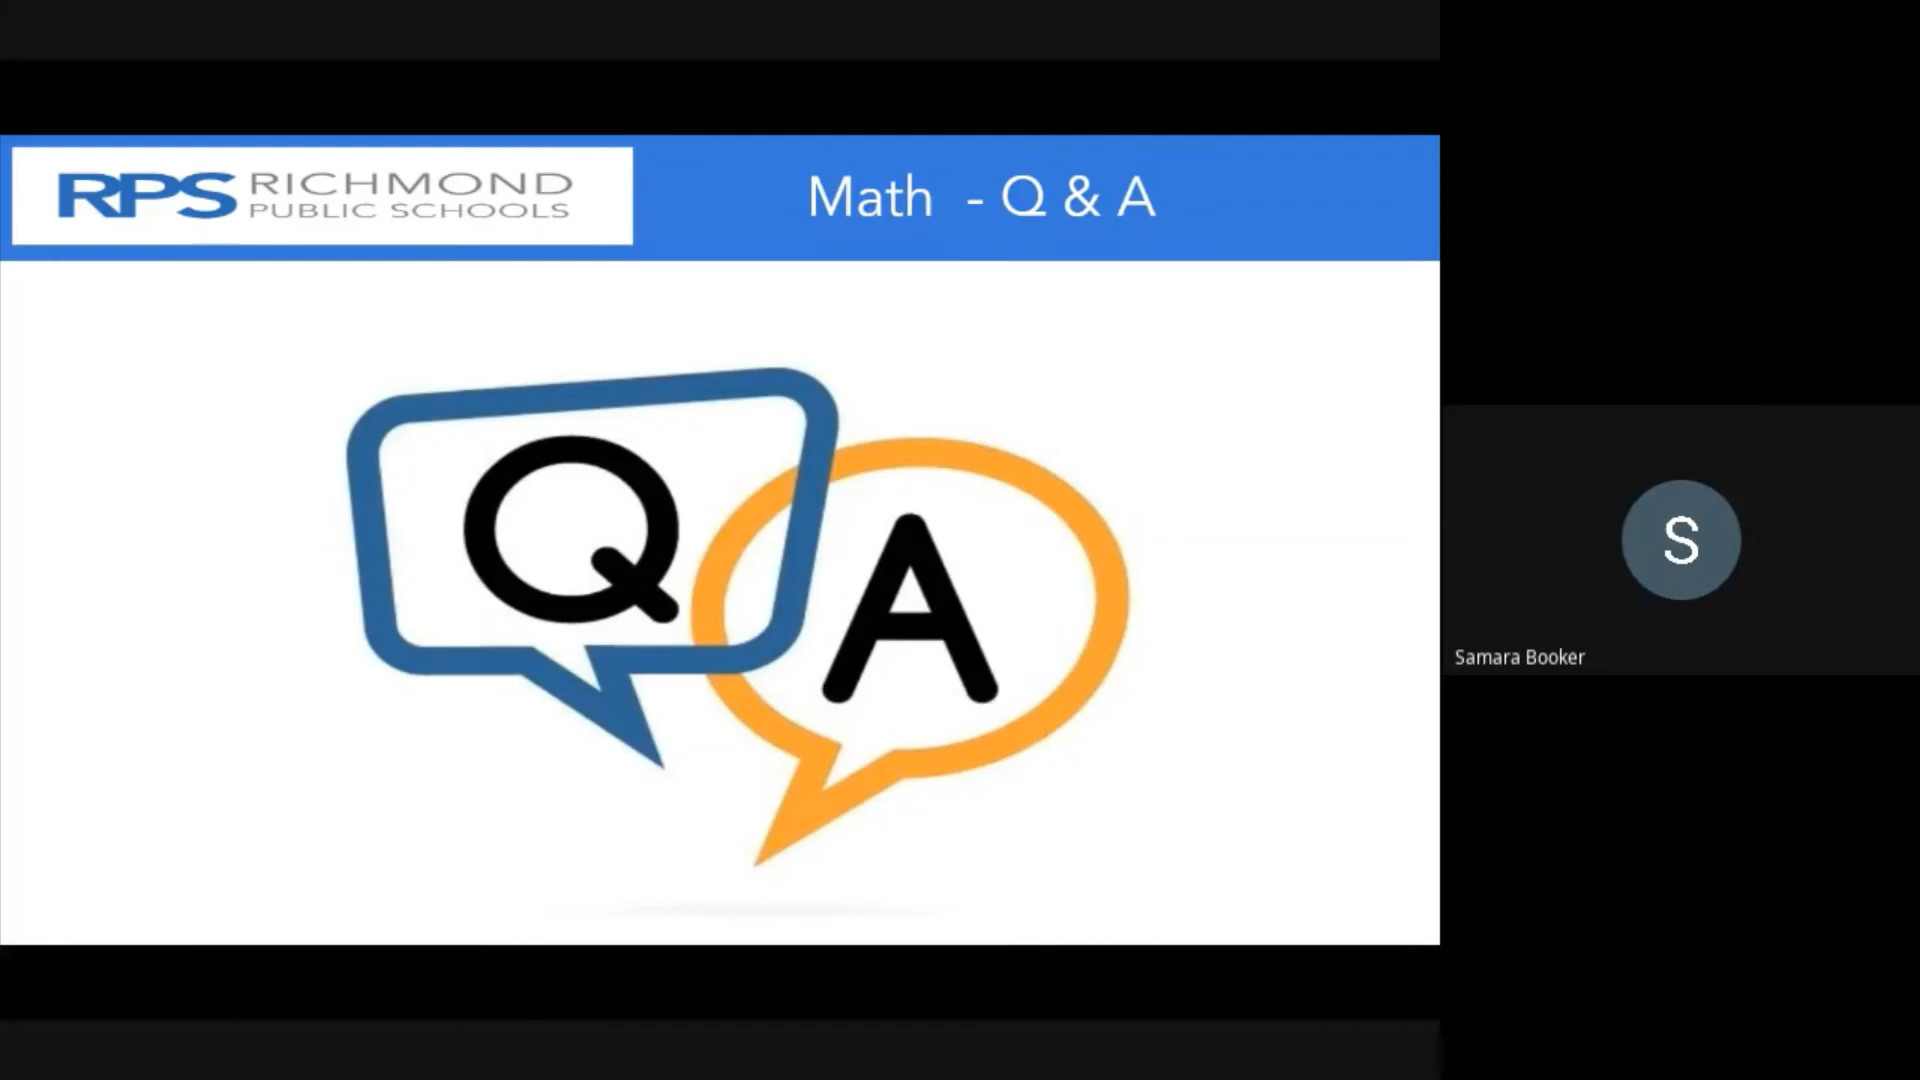 RPS RICHMOND
PUBLIC SCHOOLS
Math - Q & A
Q
A
S
Samara Booker